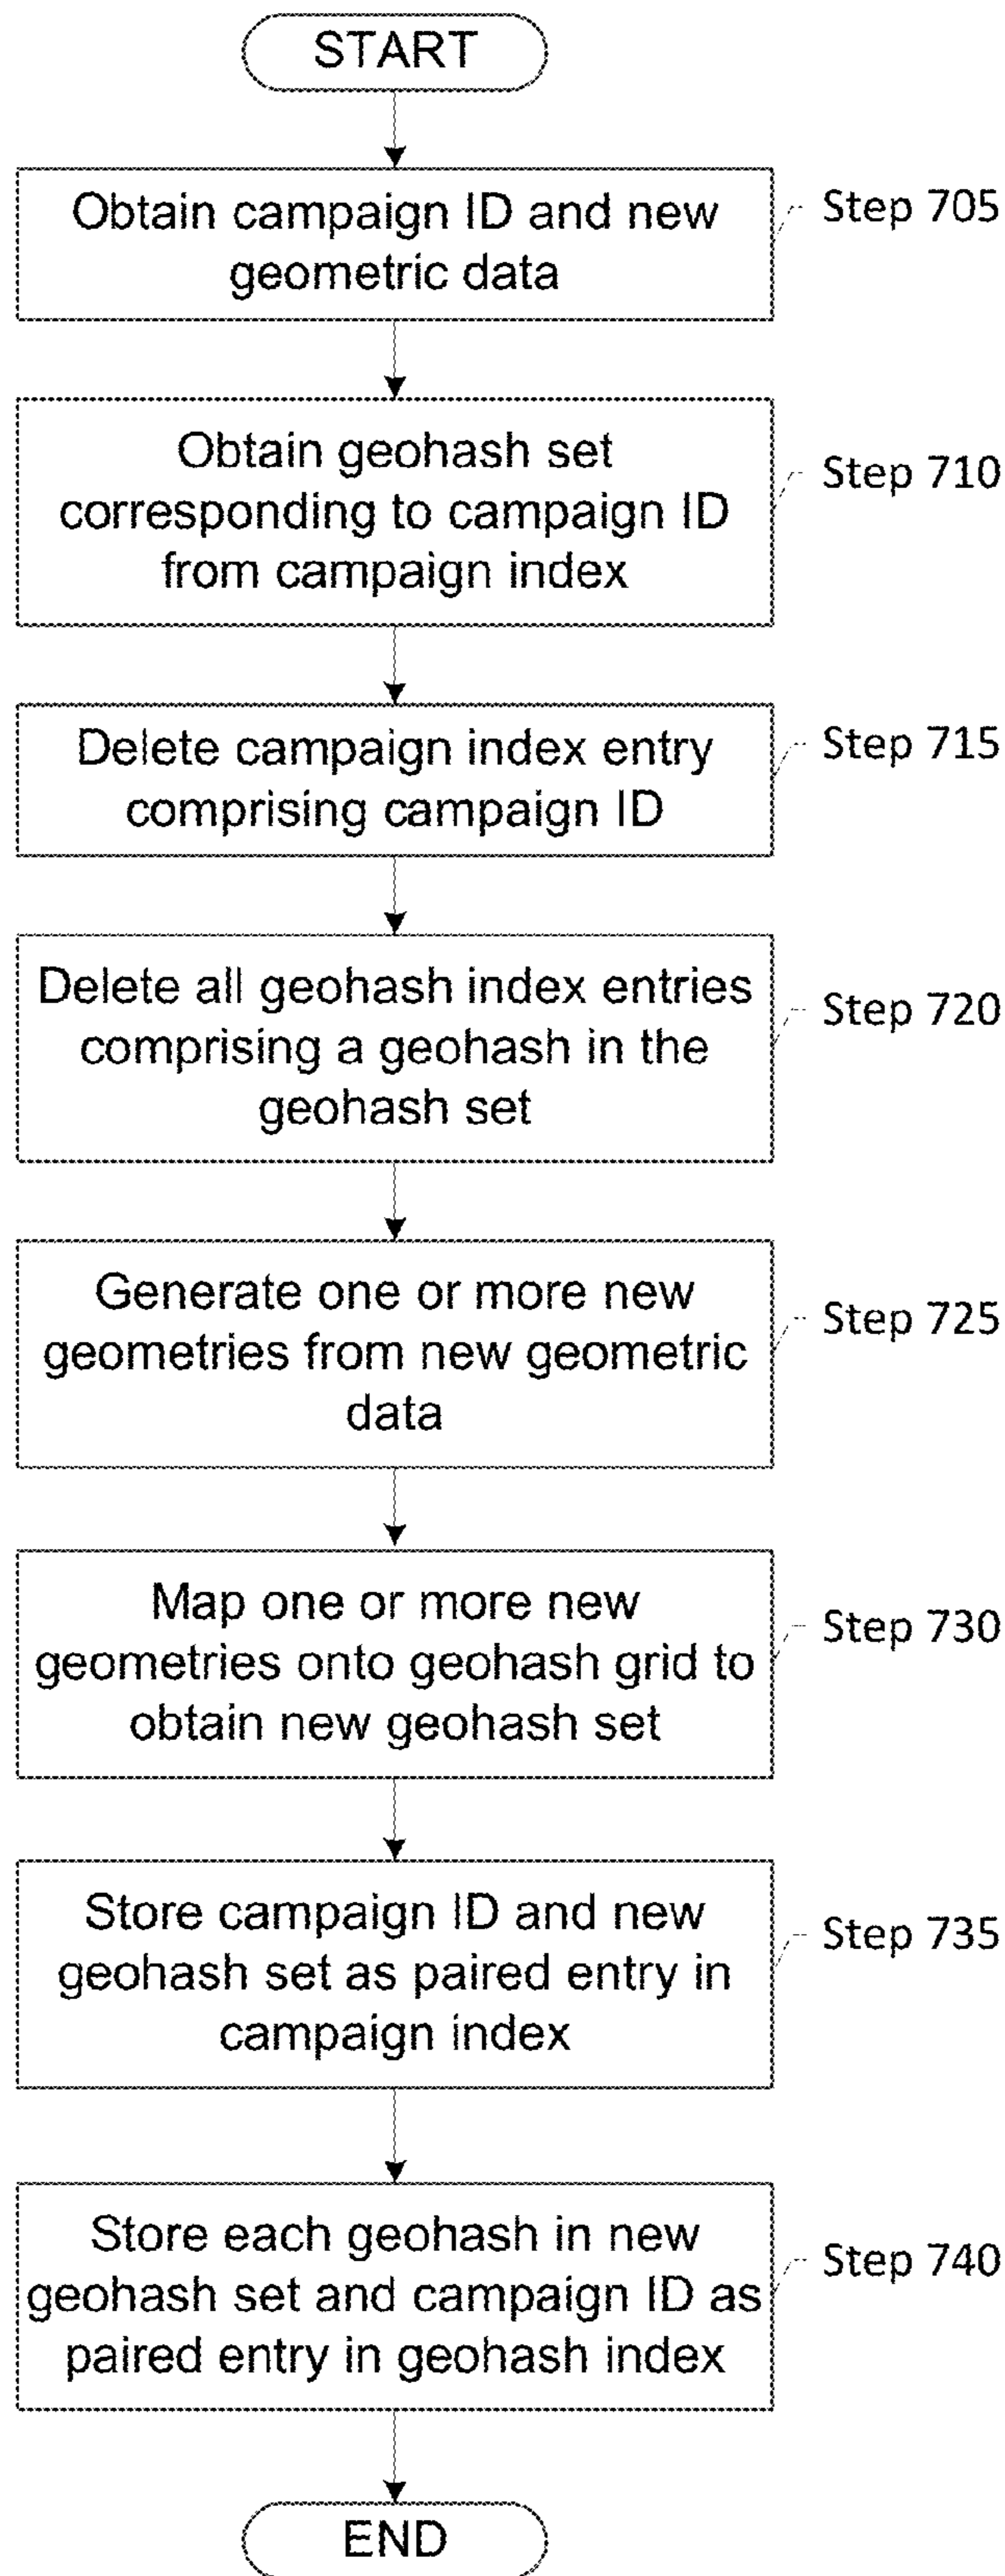 START
Obtain campaign ID and new
geometric data
Step 705
Obtain geohash set
corresponding to campaign ID
from campaign index
Step 710
Delete campaign index entry
comprising campaign ID
Step 715
Delete all geohash index entries
comprising a geohash in the
geohash set
Step 720
Generate one or more new
geometries from new geometric
data
Step 725
Map one or more new
geometries onto geohash grid to
obtain new geohash set
Step 730
Store campaign ID and new
geohash set as paired entry in
campaign index
Step 735
Store each geohash in new
geohash set and campaign ID as
paired entry in geohash index
Step 740
END